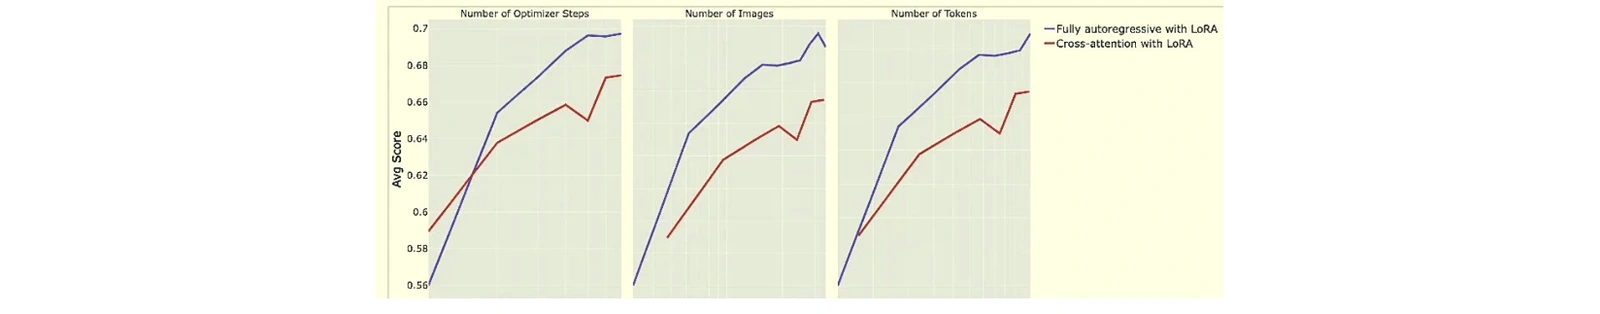 Number of Optimizer Steps
Number of Images
Number of Tokens
Fully autoregressive with LoRA
Cross-attention with LoRA
Avg Score
0.7
0.68
0.66
0.64
0.62
0.6
0.58
0.56